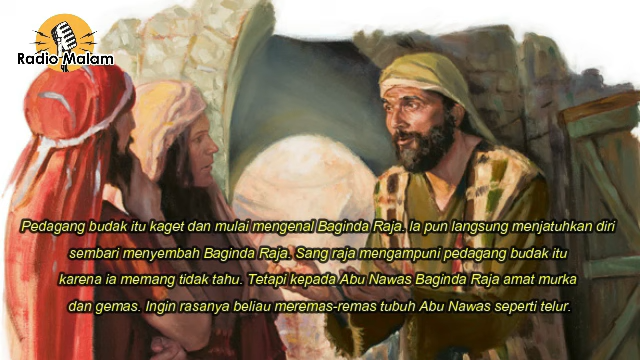 Radio Malam
Pedagang budak itu kaget dan mulai mengenal Baginda Raja. Ia pun langsung menjatuhkan diri
sembari menyembah Baginda Raja. Sang raja mengampuni pedagang budak itu
karena ia memang tidak tahu. Tetapi kepada Abu Nawas Baginda Raja amat murka
dan gemas. Ingin rasanya beliau meremas-remas tubuh Abu Nawas seperti telur.